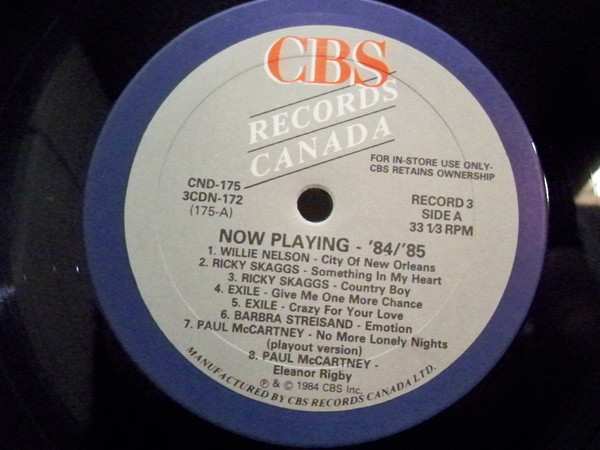 CBS
RECORDS
CANADA
FOR IN-STORE USE ONLY-
CBS RETAINS OWNERSHIP
CND-175
3CDN-172
(175-A)
RECORD 3
SIDE A
33 1/3 RPM
NOW PLAYING - '84/'85
1. WILLIE NELSON - City Of New Orleans
2. RICKY SKAGGS - Something In My Heart
3. RICKY SKAGGS - Country Boy
4. EXILE - Give Me One More Chance
5. EXILE - Crazy For Your Love
6. BARBRA STREISAND - Emotion
7. PAUL McCARTNEY - No More Lonely Nights
(playout version)
8. PAUL McCARTNEY -
Eleanor Rigby
℗ & © 1984 CBS Inc.
MANUFACTURED BY CBS RECORDS CANADA LTD.